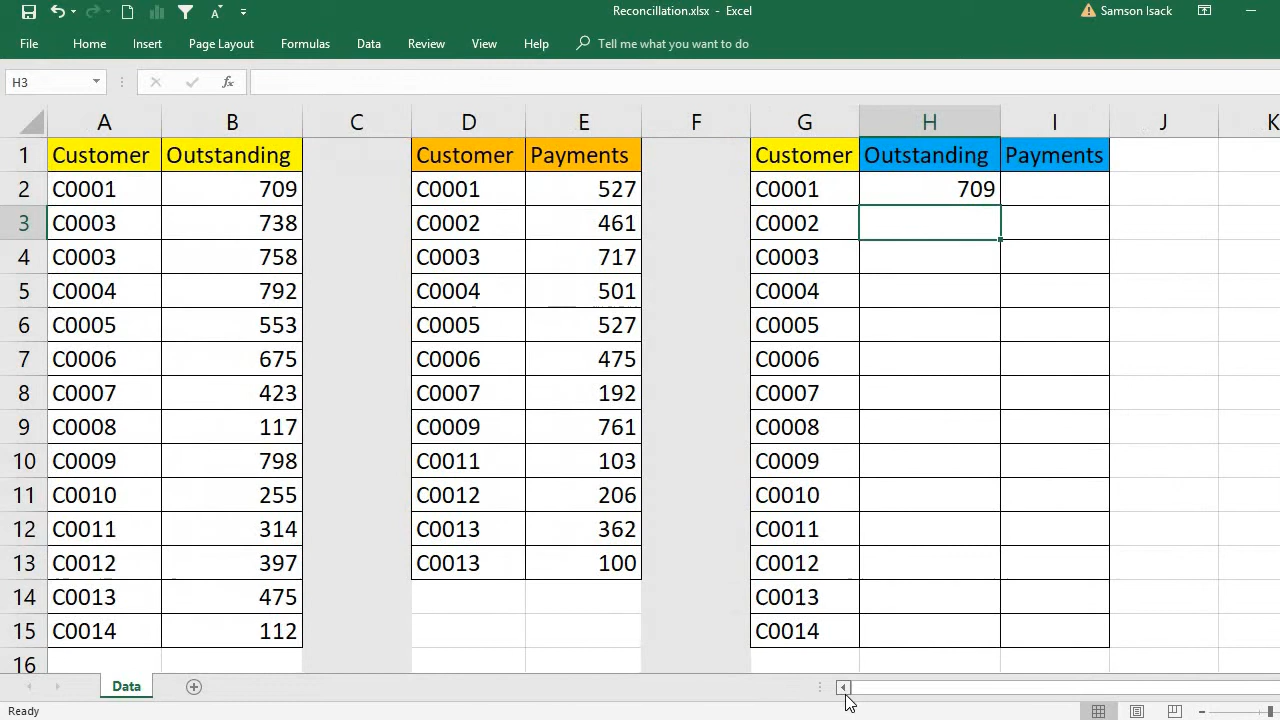 Reconcillation.xlsx - Excel
Samson Isack
File Home Insert Page Layout Formulas Data Review View Help Tell me what you want to do
H3 fx
A B C D E F G H I J K
1 Customer Outstanding Customer Payments Customer Outstanding Payments
2 C0001 709 C0001 527 C0001 709
3 C0003 738 C0002 461 C0002
4 C0003 758 C0003 717 C0003
5 C0004 792 C0004 501 C0004
6 C0005 553 C0005 527 C0005
7 C0006 675 C0006 475 C0006
8 C0007 423 C0007 192 C0007
9 C0008 117 C0009 761 C0008
10 C0009 798 C0011 103 C0009
11 C0010 255 C0012 206 C0010
12 C0011 314 C0013 362 C0011
13 C0012 397 C0013 100 C0012
14 C0013 475 C0013
15 C0014 112 C0014
16
Data
Ready